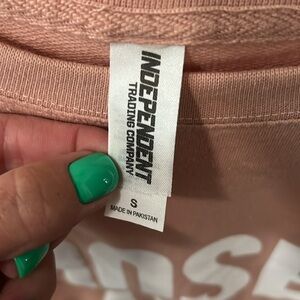 INDEPENDENT
TRADING COMPANY
S
MADE IN PAKISTAN